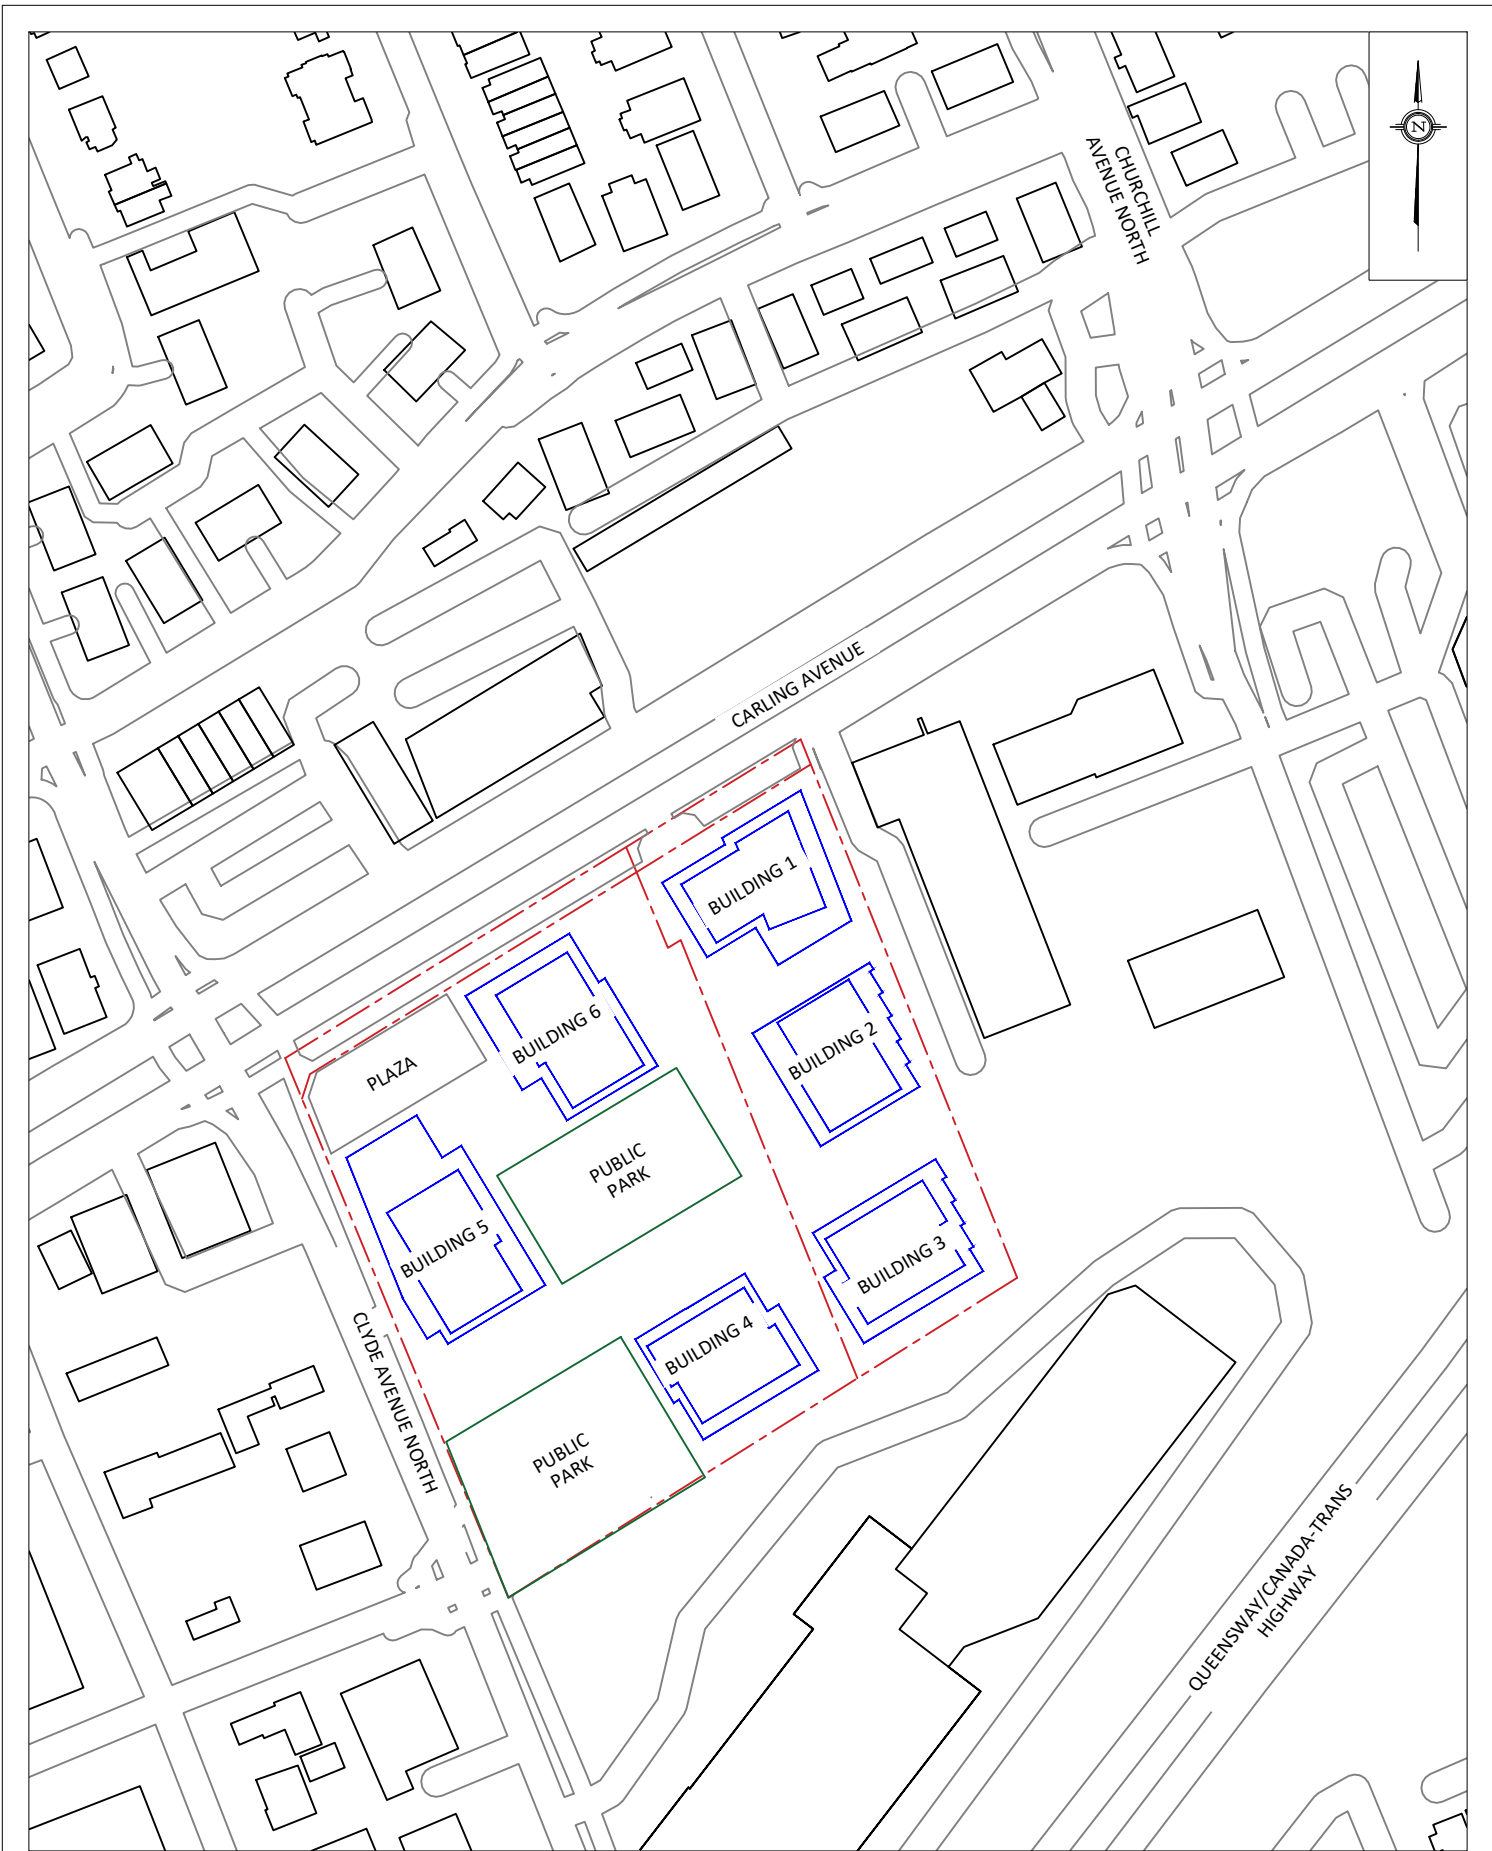 CHURCHILL
AVENUE NORTH
N
CARLING AVENUE
BUILDING 1
BUILDING 6
BUILDING 2
PLAZA
PUBLIC
PARK
BUILDING 5
BUILDING 3
BUILDING 4
CLYDE AVENUE NORTH
PUBLIC
PARK
QUEENSWAY/CANADA-TRANS
HIGHWAY